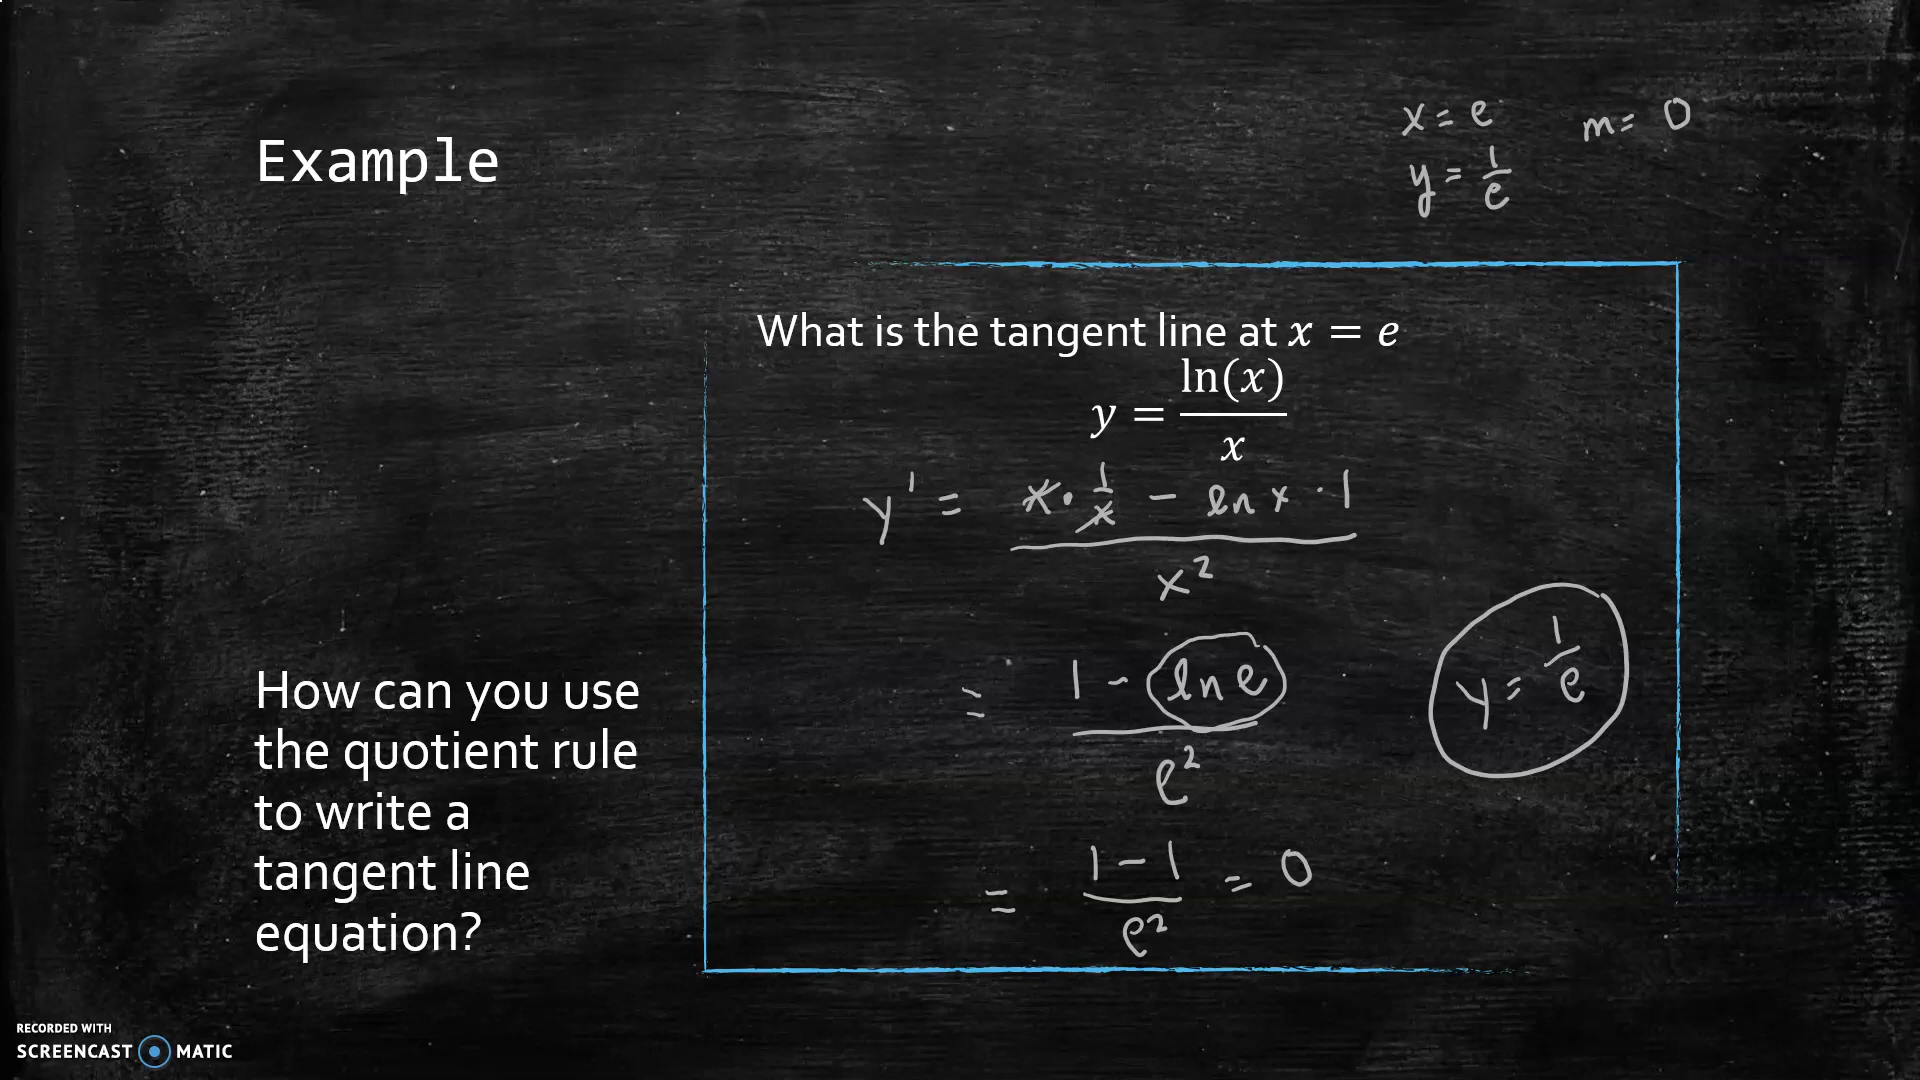 Example
x = e
m = 0
y = 1/e
What is the tangent line at x = e
y = ln(x)/x
y' = (x · 1/x − ln x · 1)/x²
= (1 − ln e)/e²
y = 1/e
= (1 − 1)/e² = 0
How can you use
the quotient rule
to write a
tangent line
equation?
RECORDED WITH
SCREENCAST MATIC